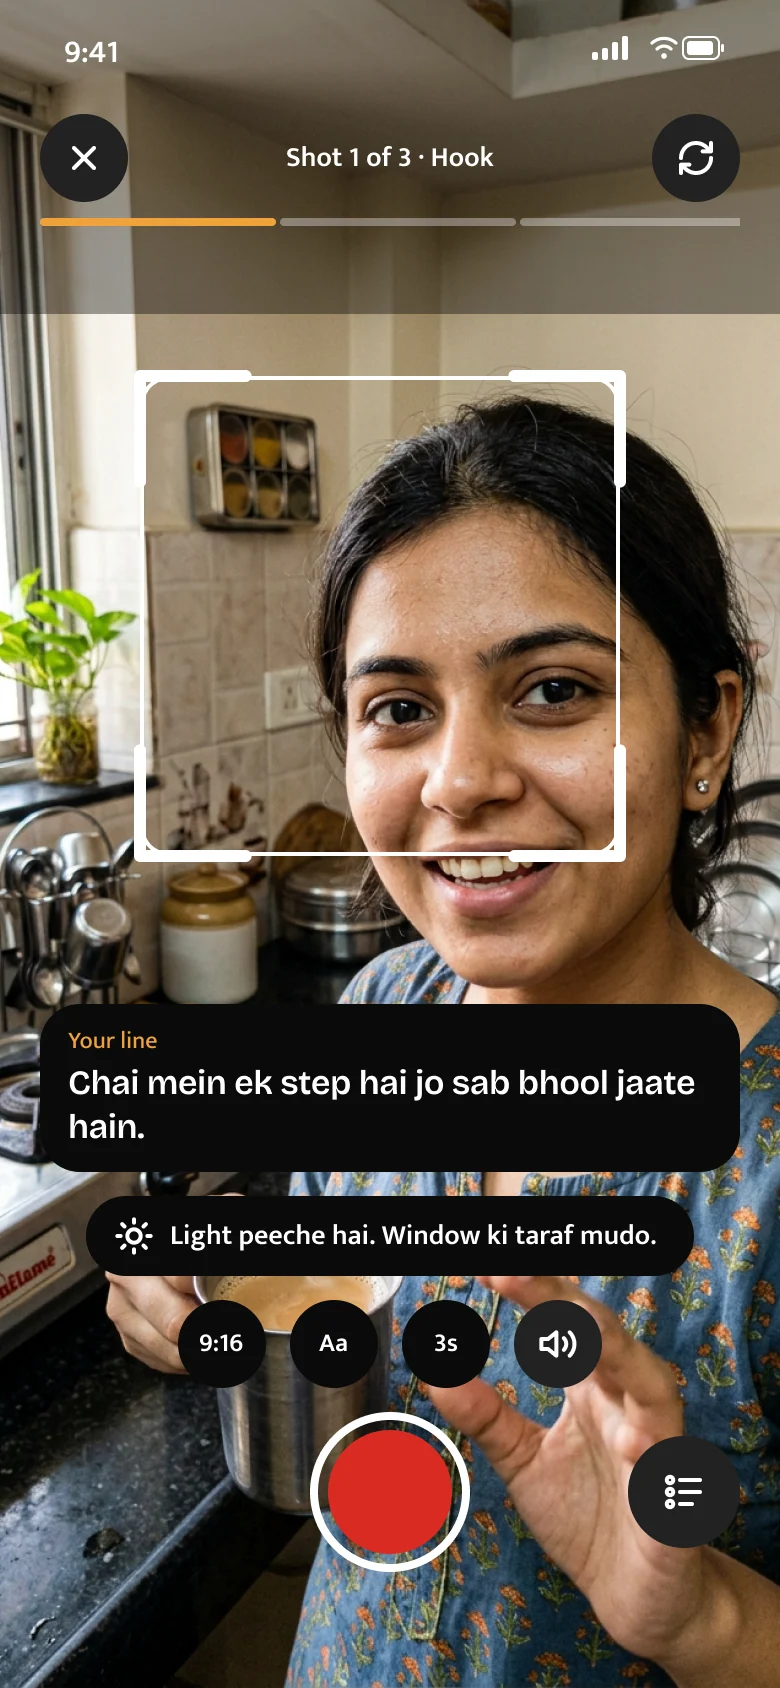 9:41
Shot 1 of 3 · Hook
Your line
Chai mein ek step hai jo sab bhool jaate
hain.
Light peeche hai. Window ki taraf mudo.
aflame
9:16
Aa
3s